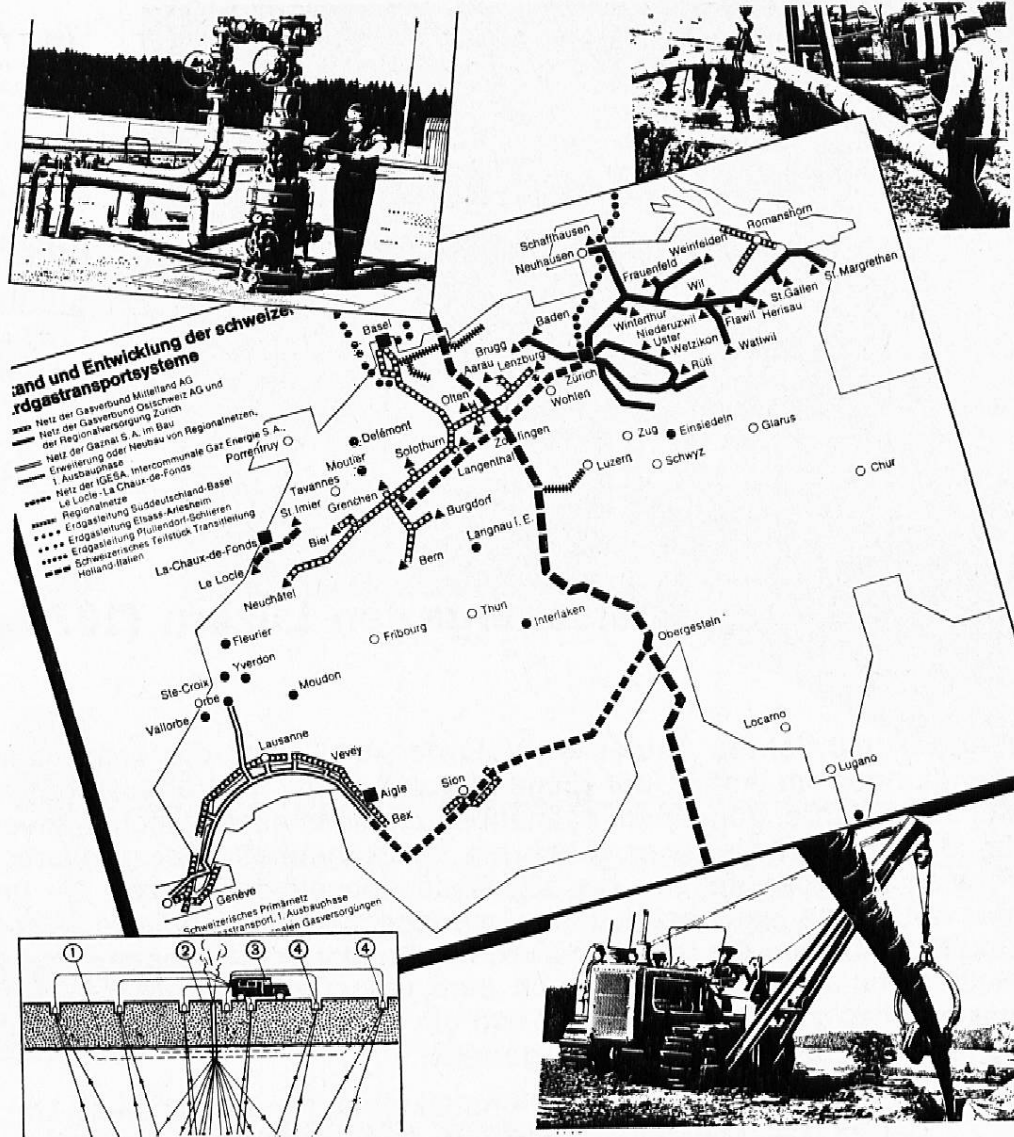 und Entwicklung der schweizer
rdgastransportsysteme
Netz der Gasverbund Mittelland AG
Netz der Gasverbund Ostschweiz AG und
der Regionalversorgung Zürich
Netz der Gaznat S.A. im Bau
Erweiterung oder Neubau von Regionalnetzen,
I. Ausbauphase
Netz der IGESA, Intercommunale Gaz Energie S.A.,
Le Locle-La Chaux-de-Fonds
Regionalnetze
Erdgasleitung Süddeutschland-Basel
Erdgasleitung Elsass-Arlesheim
Erdgasleitung Pfullendorf-Schlieren
Schweizerisches Teilstück Transitleitung
Holland-Italien
Schaffhausen
Neuhausen
Romanshorn
Weinfelden
Frauenfeld
St. Margrethen
Wil
St. Gallen
Herisau
Flawil
Winterthur
Niederuzwil
Wattwil
Uster
Wetzikon
Rüti
Basel
Baden
Brugg
Aarau
Lenzburg
Zürich
Wohlen
Olten
Zofingen
Zug
Einsiedeln
Glarus
Delémont
Porrentruy
Solothurn
Langenthal
Luzern
Schwyz
Chur
Moutier
Tavannes
Grenchen
St Imier
Burgdorf
Biel
Langnau I. E.
La-Chaux-de-Fonds
Bern
Le Locle
Neuchâtel
Thun
Interlaken
Fribourg
Obergesteln
Fleurier
Yverdon
Ste-Croix
Moudon
Orbe
Vallorbe
Locarno
Lausanne
Vevey
Lugano
Sion
Aigle
Bex
Genève
Schweizerisches Primärnetz
gastransport, I. Ausbauphase
nalen Gasversorgungen
1 2 3 4 4